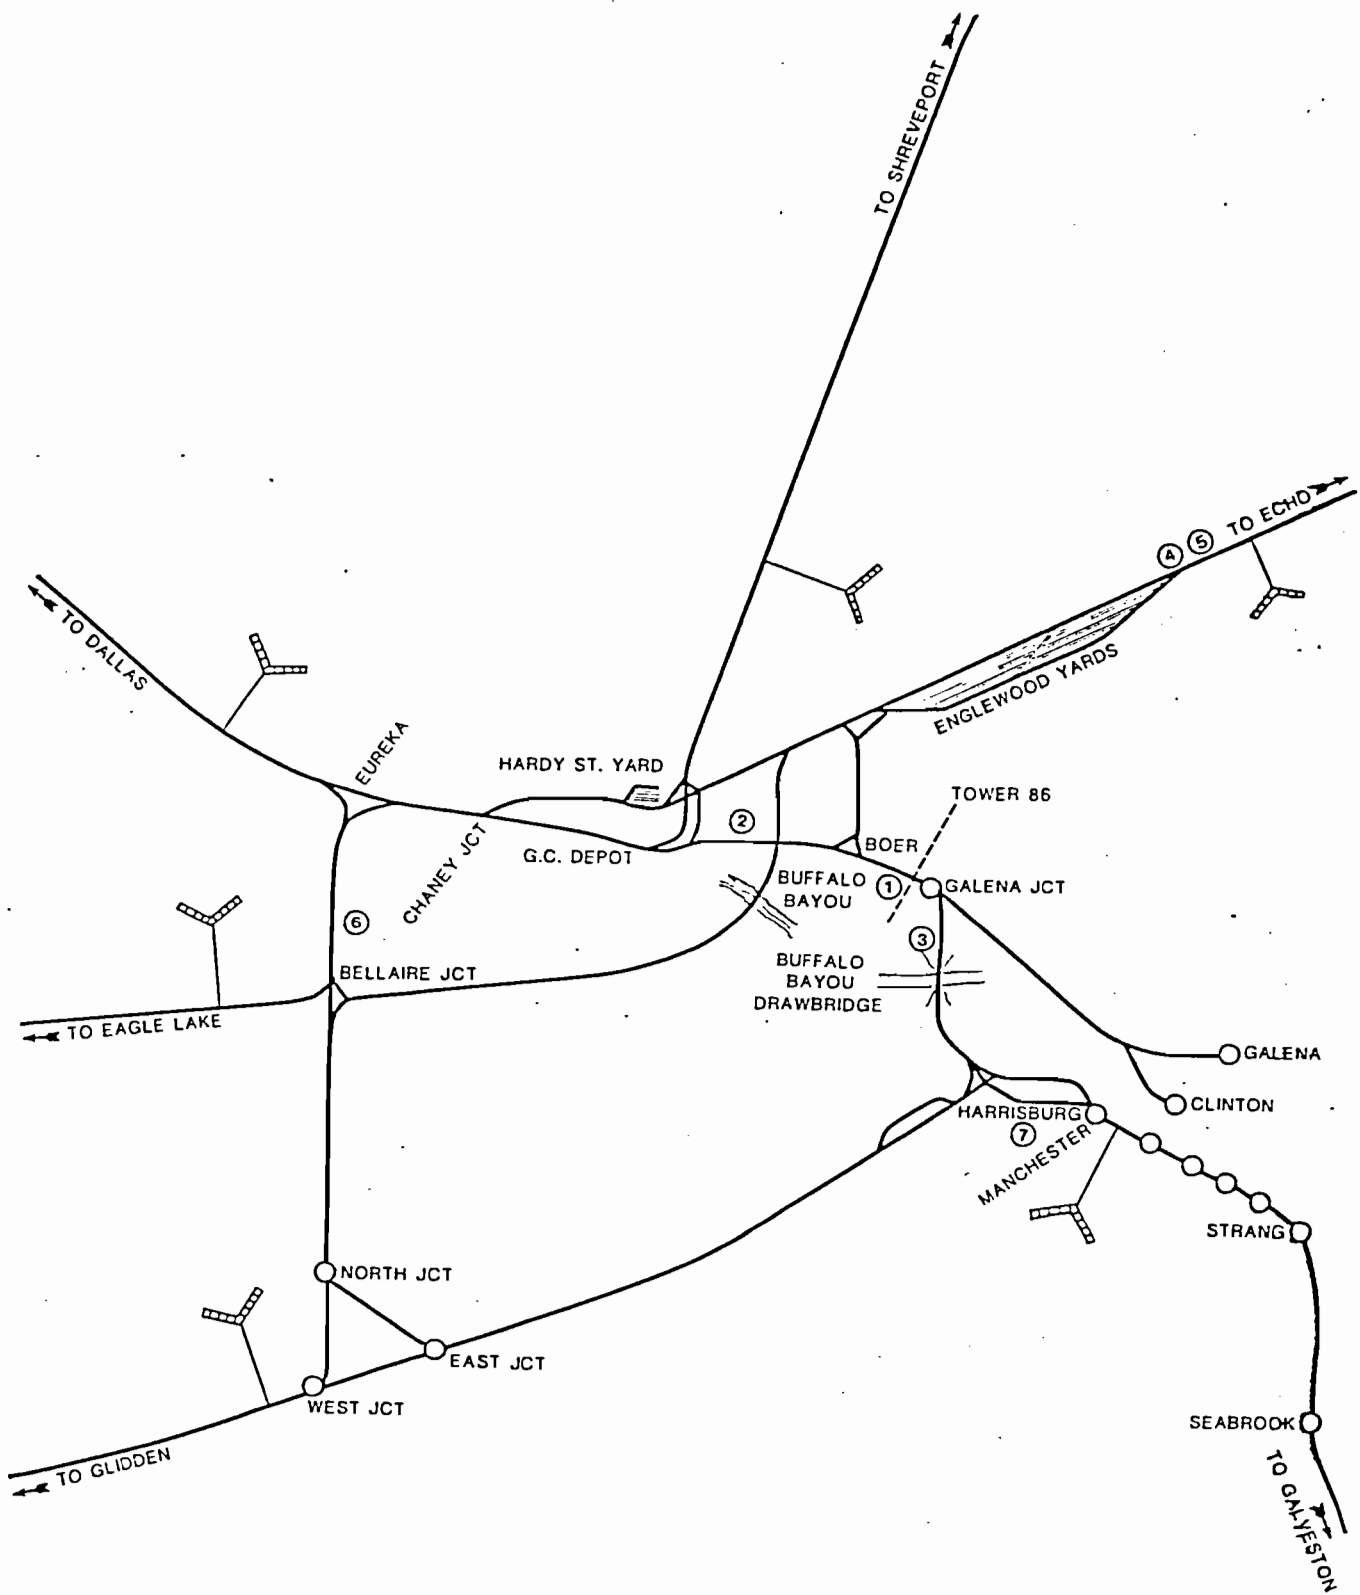 TO SHREVEPORT
TO ECHO
④ ⑤
TO DALLAS
ENGLEWOOD YARDS
EUREKA
HARDY ST. YARD
TOWER 86
②
CHANEY JCT
G.C. DEPOT
BOER
BUFFALO
BAYOU
①
GALENA JCT
⑥
③
BELLAIRE JCT
BUFFALO
BAYOU
DRAWBRIDGE
TO EAGLE LAKE
GALENA
CLINTON
HARRISBURG
⑦
MANCHESTER
STRANG
NORTH JCT
EAST JCT
WEST JCT
SEABROOK
TO GLIDDEN
TO GALVESTON